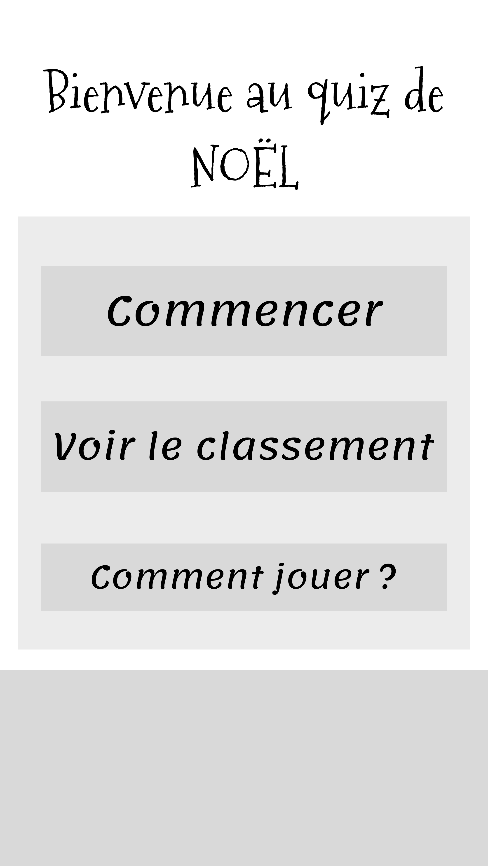 Bienvenue au quiz de
NOËL
Commencer
Voir le classement
Comment jouer ?